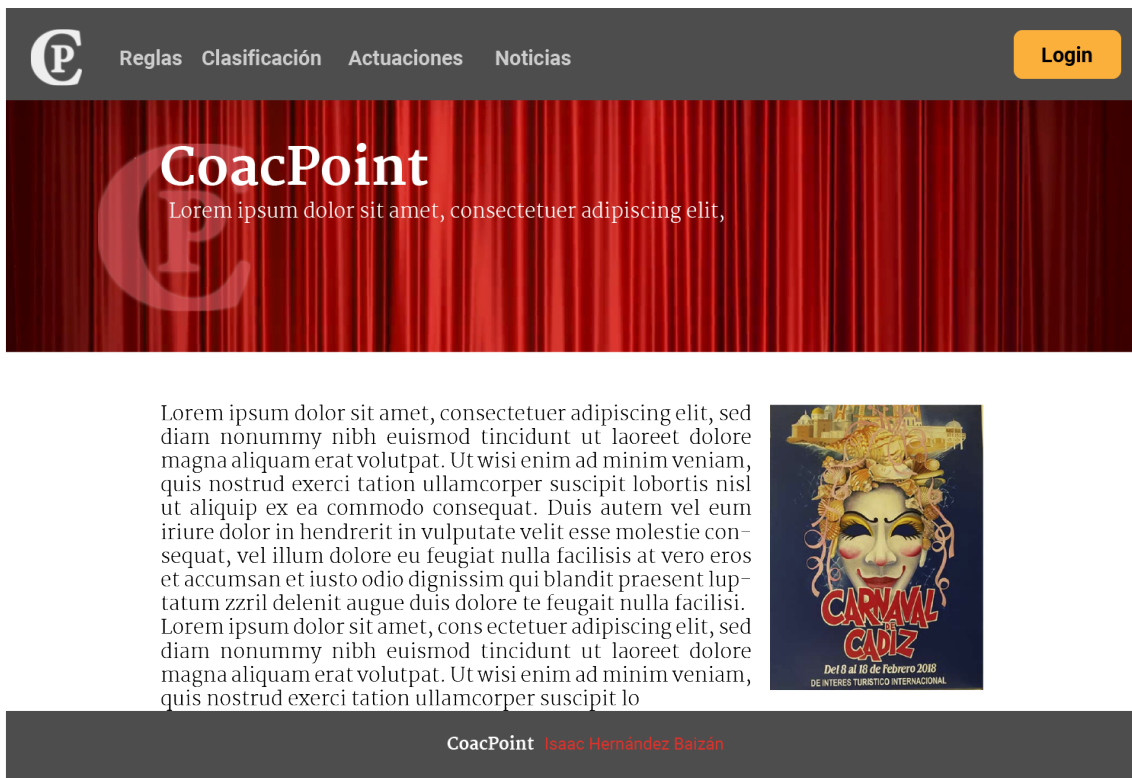 CP
Reglas Clasificación Actuaciones Noticias
Login
CP
CoacPoint
Lorem ipsum dolor sit amet, consectetuer adipiscing elit,
Lorem ipsum dolor sit amet, consectetuer adipiscing elit, sed
diam nonummy nibh euismod tincidunt ut laoreet dolore
magna aliquam erat volutpat. Ut wisi enim ad minim veniam,
quis nostrud exerci tation ullamcorper suscipit lobortis nisl
ut aliquip ex ea commodo consequat. Duis autem vel eum
iriure dolor in hendrerit in vulputate velit esse molestie con-
sequat, vel illum dolore eu feugiat nulla facilisis at vero eros
et accumsan et iusto odio dignissim qui blandit praesent lup-
tatum zzril delenit augue duis dolore te feugait nulla facilisi.
Lorem ipsum dolor sit amet, cons ectetuer adipiscing elit, sed
diam nonummy nibh euismod tincidunt ut laoreet dolore
magna aliquam erat volutpat. Ut wisi enim ad minim veniam,
quis nostrud exerci tation ullamcorper suscipit lo
CARNAVAL
DE
CADIZ
Del 8 al 18 de Febrero 2018
DE INTERES TURISTICO INTERNACIONAL
CoacPoint Isaac Hernández Baizán